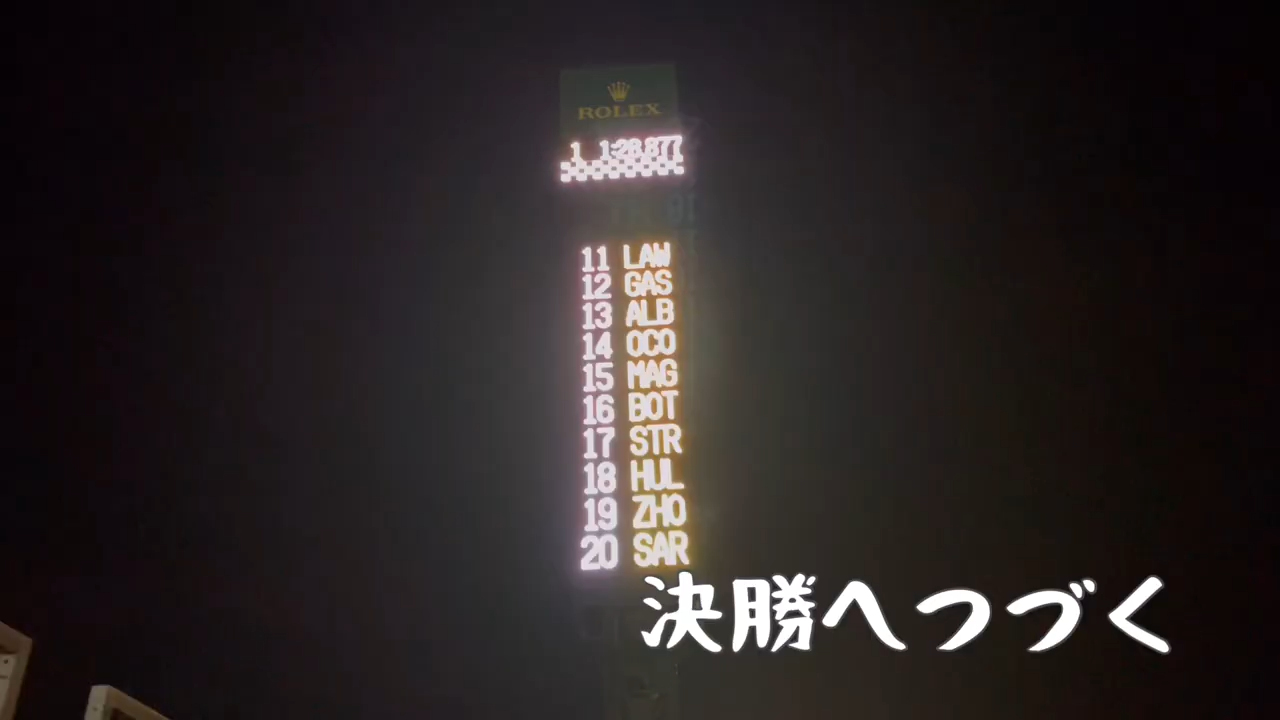 ROLEX
1 1:28.877
11 LAW
12 GAS
13 ALB
14 OCO
15 MAG
16 BOT
17 STR
18 HUL
19 ZHO
20 SAR
決勝へつづく